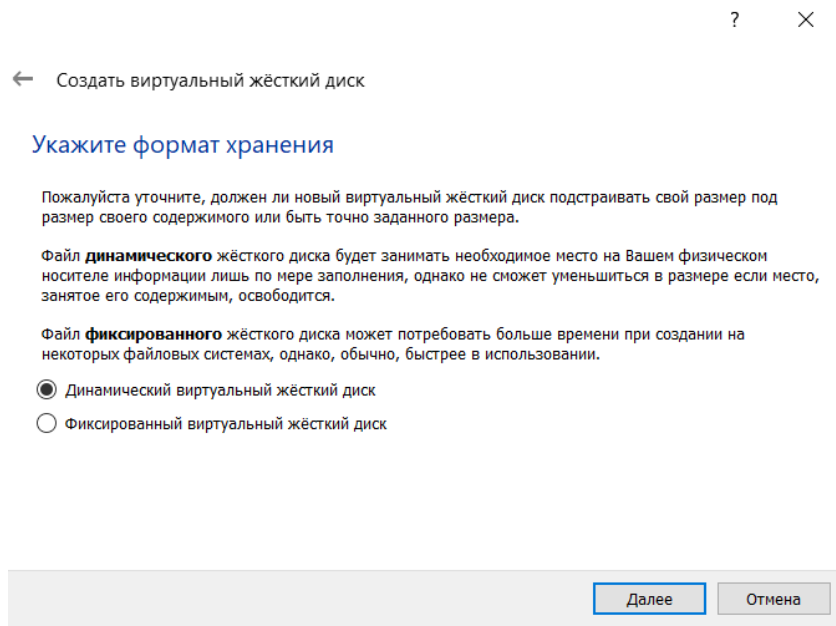 ?
Создать виртуальный жёсткий диск
Укажите формат хранения
Пожалуйста уточните, должен ли новый виртуальный жёсткий диск подстраивать свой размер под
размер своего содержимого или быть точно заданного размера.
Файл динамического жёсткого диска будет занимать необходимое место на Вашем физическом
носителе информации лишь по мере заполнения, однако не сможет уменьшиться в размере если место,
занятое его содержимым, освободится.
Файл фиксированного жёсткого диска может потребовать больше времени при создании на
некоторых файловых системах, однако, обычно, быстрее в использовании.
Динамический виртуальный жёсткий диск
Фиксированный виртуальный жёсткий диск
Далее Отмена